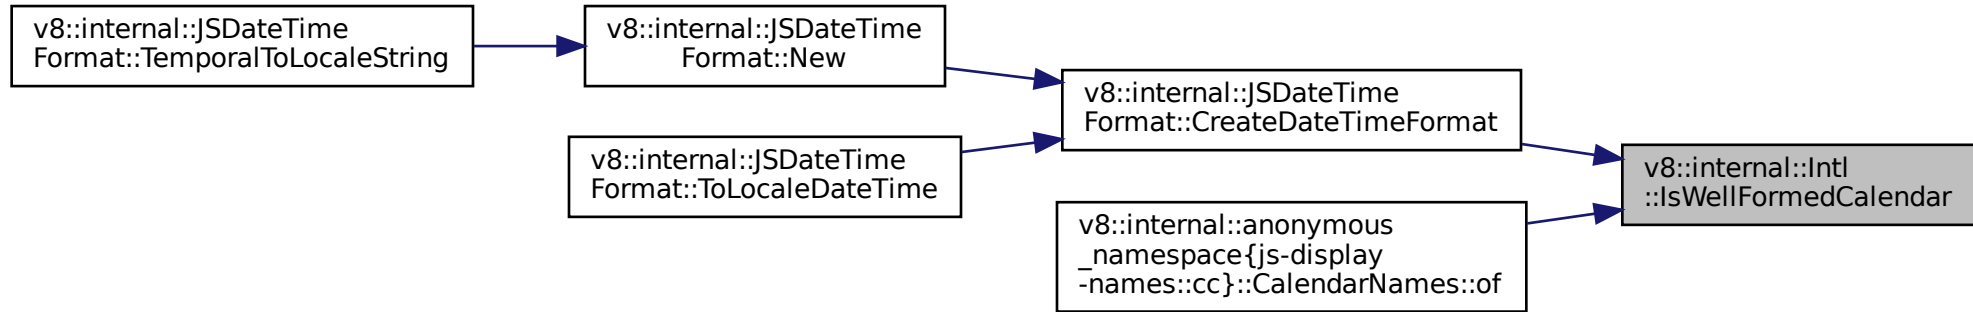 v8::internal::JSDateTime
Format::TemporalToLocaleString
v8::internal::JSDateTime
Format::New
v8::internal::JSDateTime
Format::ToLocaleDateTime
v8::internal::JSDateTime
Format::CreateDateTimeFormat
v8::internal::anonymous
_namespace{js-display
-names::cc}::CalendarNames::of
v8::internal::Intl
::IsWellFormedCalendar